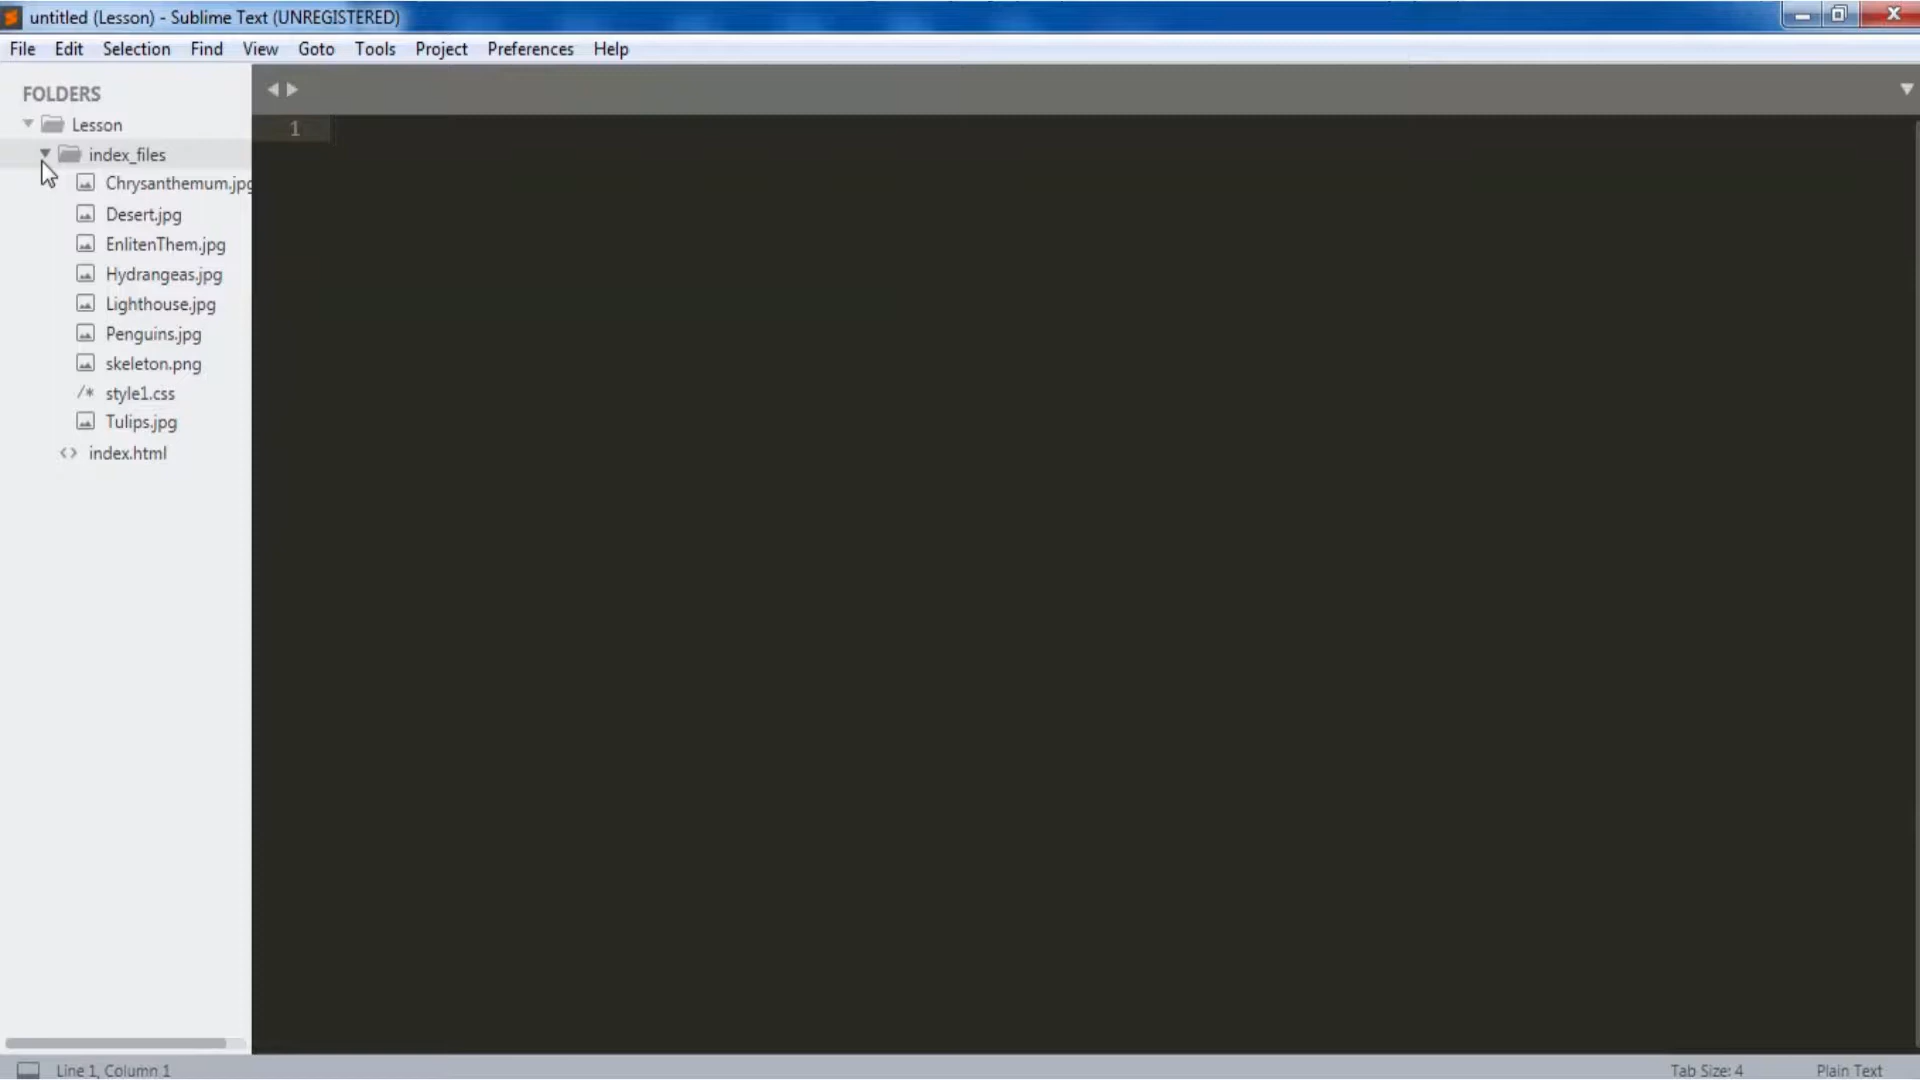 untitled (Lesson) - Sublime Text (UNREGISTERED)
File Edit Selection Find View Goto Tools Project Preferences Help
FOLDERS
Lesson
1
index_files
Chrysanthemum.jpg
Desert.jpg
EnlitenThem.jpg
Hydrangeas.jpg
Lighthouse.jpg
Penguins.jpg
skeleton.png
/* style1.css
Tulips.jpg
<> index.html
Line 1, Column 1 Tab Size: 4 Plain Text